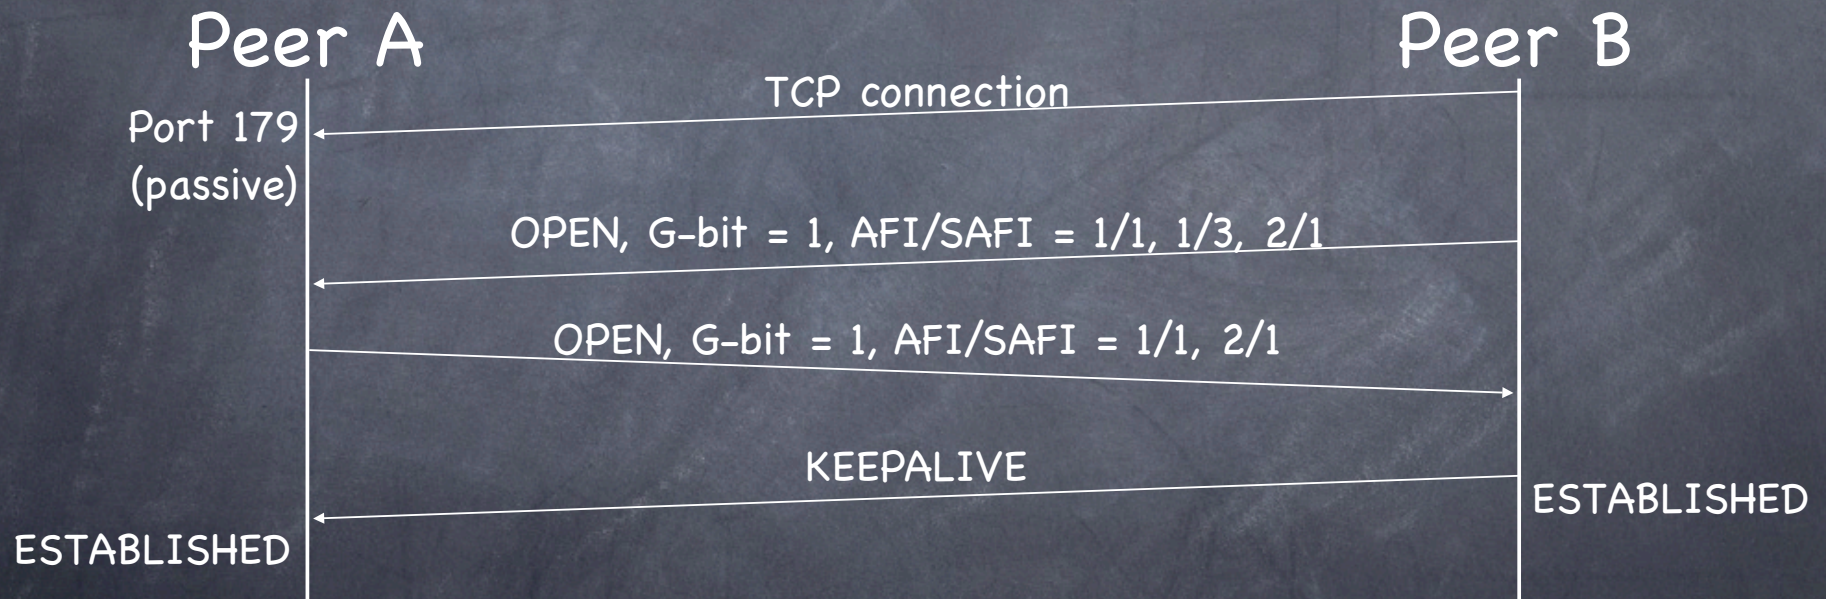 Peer A
Peer B
TCP connection
Port 179
(passive)
OPEN, G-bit = 1, AFI/SAFI = 1/1, 1/3, 2/1
OPEN, G-bit = 1, AFI/SAFI = 1/1, 2/1
KEEPALIVE
ESTABLISHED
ESTABLISHED